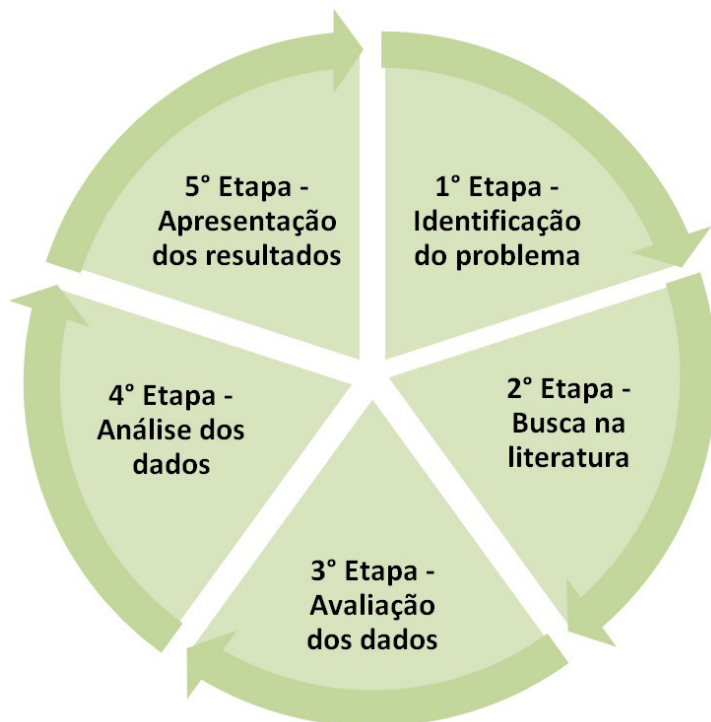 1° Etapa -
Identificação
do problema
2° Etapa -
Busca na
literatura
3° Etapa -
Avaliação
dos dados
4° Etapa -
Análise dos
dados
5° Etapa -
Apresentação
dos resultados